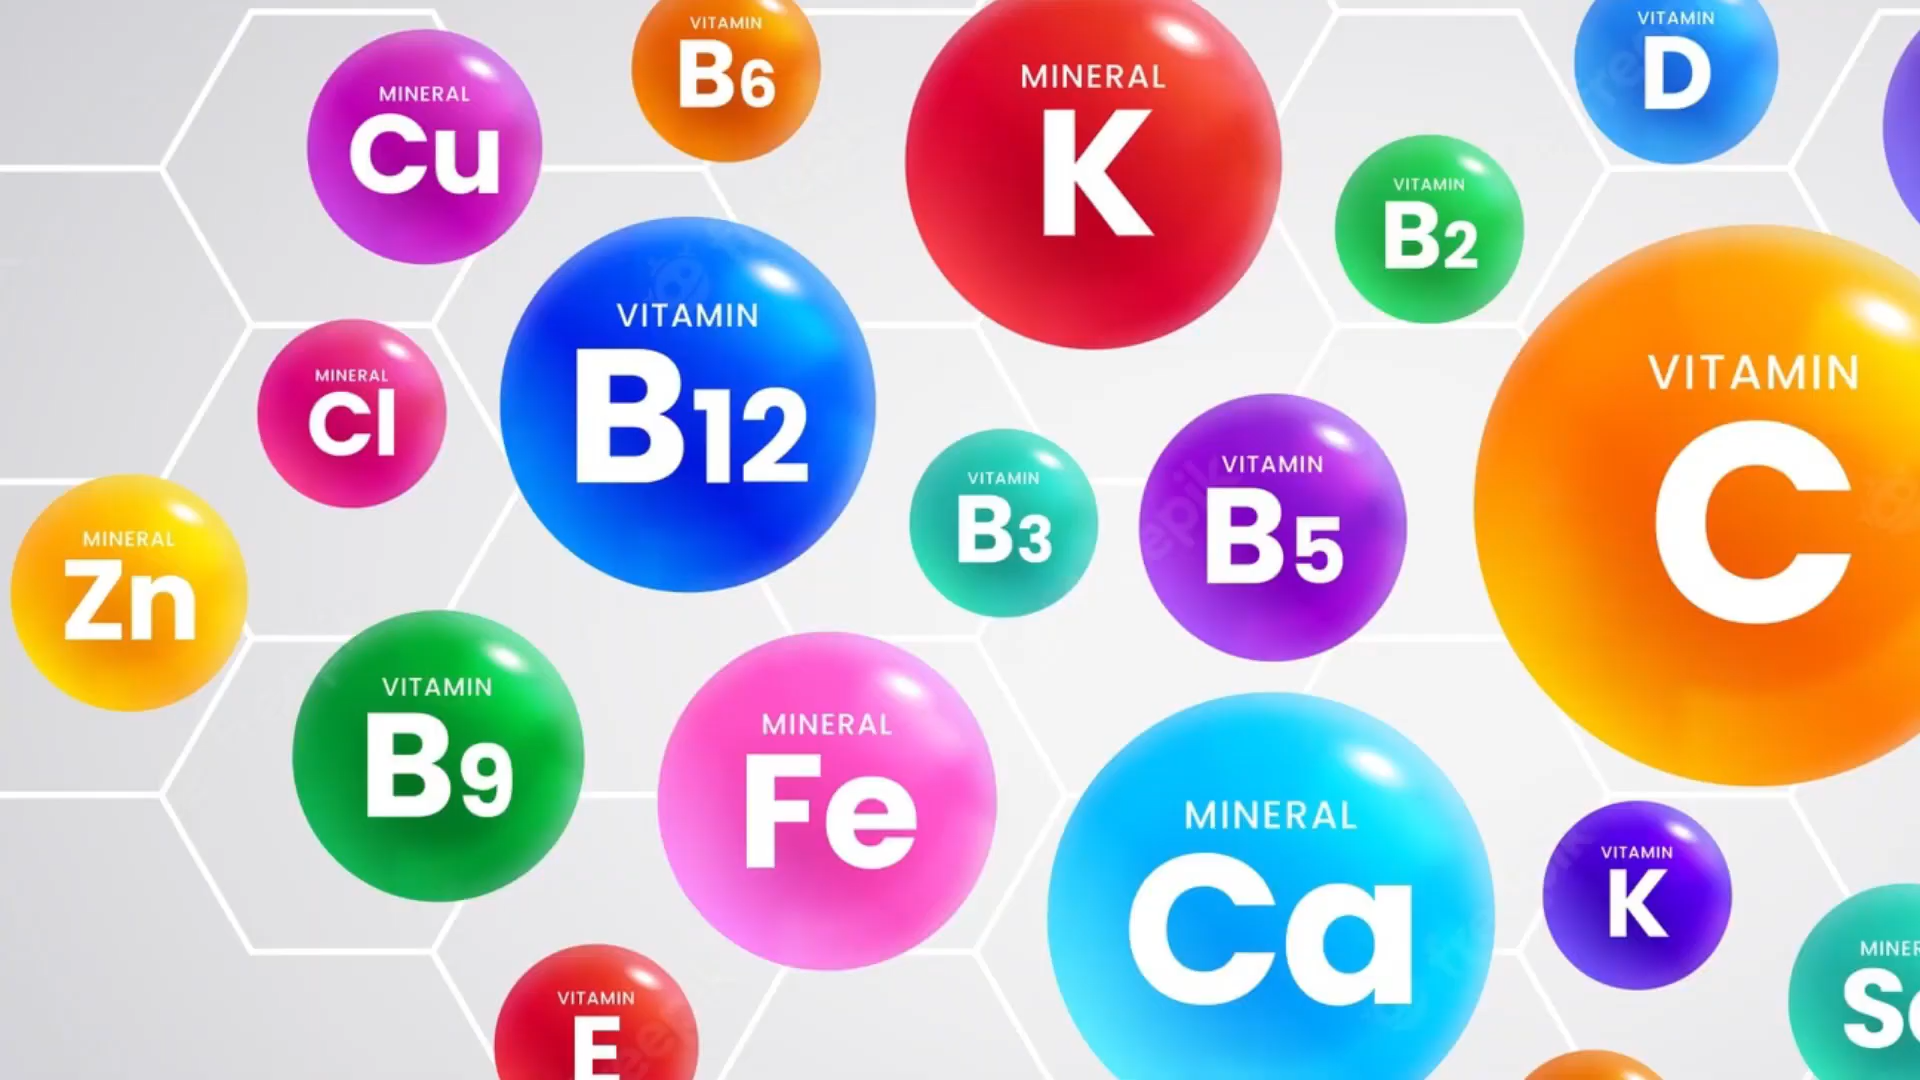 VITAMIN
B6
VITAMIN
D
MINERAL
K
MINERAL
Cu
VITAMIN
B2
VITAMIN
B12
VITAMIN
C
MINERAL
Cl
VITAMIN
B3
VITAMIN
B5
MINERAL
Zn
VITAMIN
B9
MINERAL
Fe
MINERAL
Ca
VITAMIN
K
VITAMIN
E